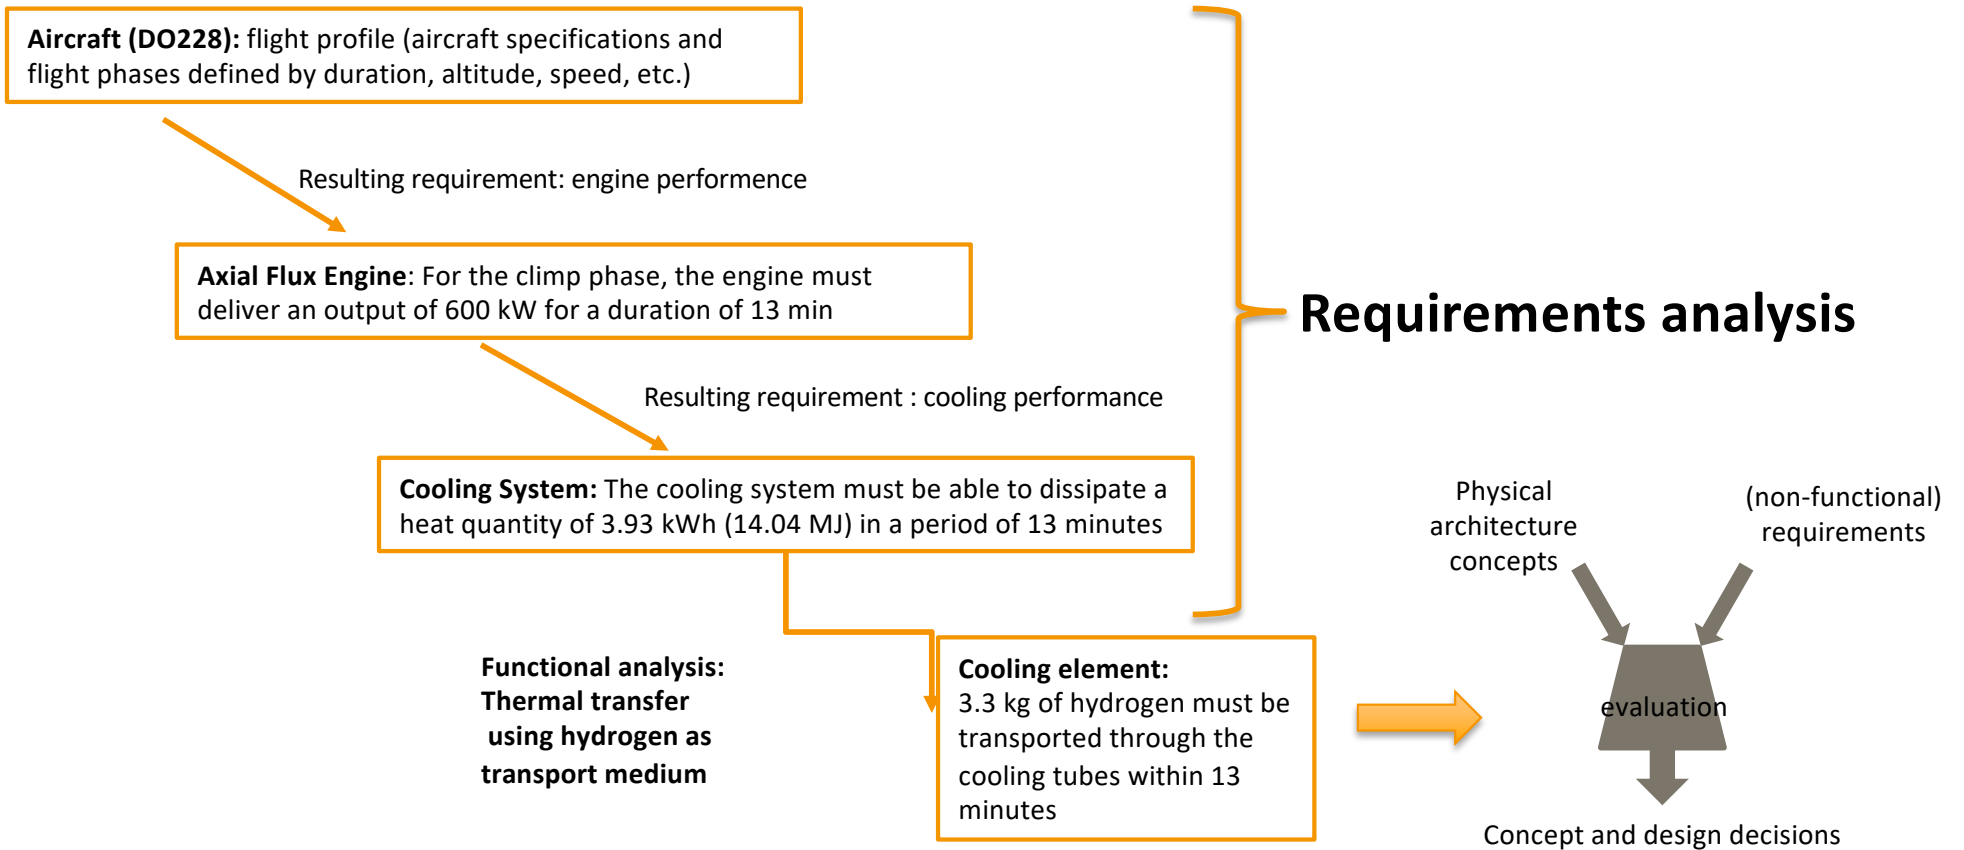 Aircraft (DO228): flight profile (aircraft specifications and
flight phases defined by duration, altitude, speed, etc.)
Resulting requirement: engine performence
Axial Flux Engine: For the climp phase, the engine must
deliver an output of 600 kW for a duration of 13 min
Requirements analysis
Resulting requirement : cooling performance
Cooling System: The cooling system must be able to dissipate a
heat quantity of 3.93 kWh (14.04 MJ) in a period of 13 minutes
Functional analysis:
Thermal transfer
using hydrogen as
transport medium
Cooling element:
3.3 kg of hydrogen must be
transported through the
cooling tubes within 13
minutes
Physical
architecture
concepts
(non-functional)
requirements
evaluation
Concept and design decisions